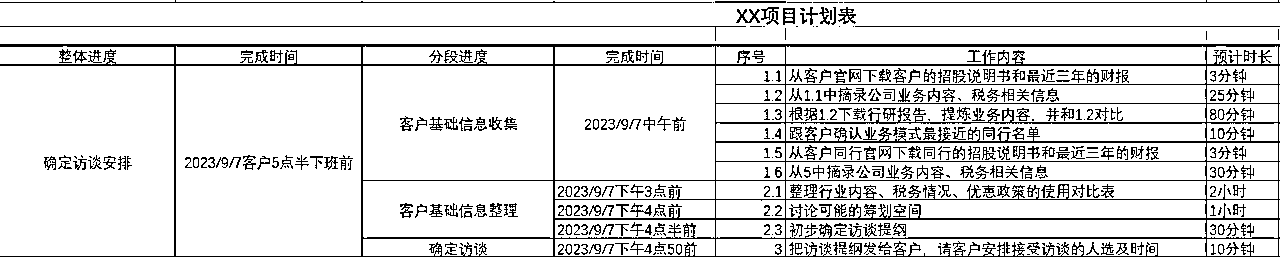 XX项目计划表
整体进度 完成时间 分段进度 完成时间 序号 工作内容 预计时长
确定访谈安排 2023/9/7客户5点半下班前 客户基础信息收集 2023/9/7中午前 1.1 从客户官网下载客户的招股说明书和最近三年的财报 3分钟
1.2 从1.1中摘录公司业务内容、税务相关信息 25分钟
1.3 根据1.2下载行研报告，提炼业务内容，并和1.2对比 80分钟
1.4 跟客户确认业务模式最接近的同行名单 10分钟
1.5 从客户同行官网下载同行的招股说明书和最近三年的财报 3分钟
1.6 从5中摘录公司业务内容、税务相关信息 30分钟
客户基础信息整理 2023/9/7下午3点前 2.1 整理行业内容、税务情况、优惠政策的使用对比表 2小时
2023/9/7下午4点前 2.2 讨论可能的筹划空间 1小时
2023/9/7下午4点半前 2.3 初步确定访谈提纲 30分钟
确定访谈 2023/9/7下午4点50前 3 把访谈提纲发给客户，请客户安排接受访谈的人选及时间 10分钟